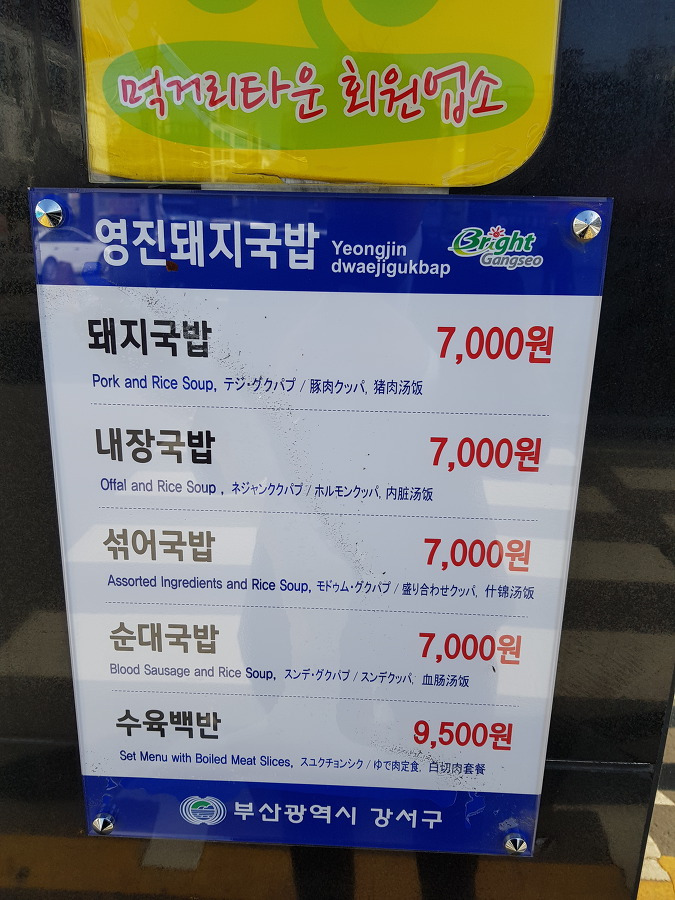 먹거리타운 회원업소
영진돼지국밥 Yeongjin dwaejigukbap Bright Gangseo
돼지국밥 7,000원
Pork and Rice Soup, テジ・グクパプ / 豚肉クッパ, 猪肉汤饭
내장국밥 7,000원
Offal and Rice Soup , ネジャンククパプ / ホルモンクッパ, 内脏汤饭
섞어국밥 7,000원
Assorted Ingredients and Rice Soup, モドゥム・グクパプ / 盛り合わせクッパ, 什锦汤饭
순대국밥 7,000원
Blood Sausage and Rice Soup, スンデ・グクパプ / スンデクッパ, 血肠汤饭
수육백반 9,500원
Set Menu with Boiled Meat Slices, スユクチョンシク / ゆで肉定食, 白切肉套餐
부산광역시 강서구